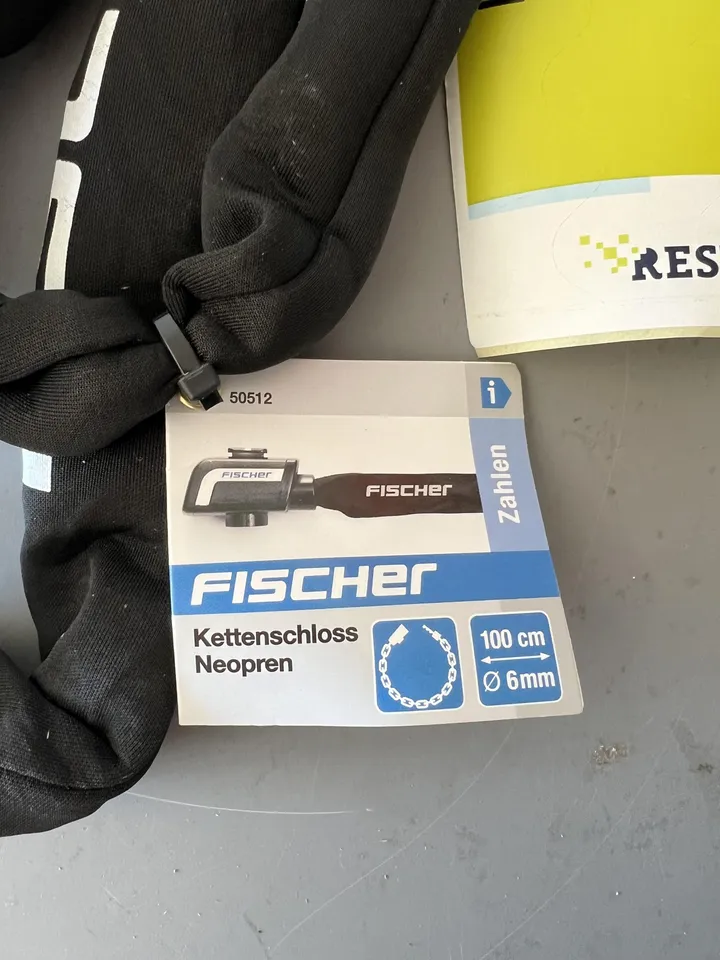 RES
50512
i
FISCHER
FISCHER
Zahlen
FISCHER
Kettenschloss
Neopren
100 cm
Ø 6mm